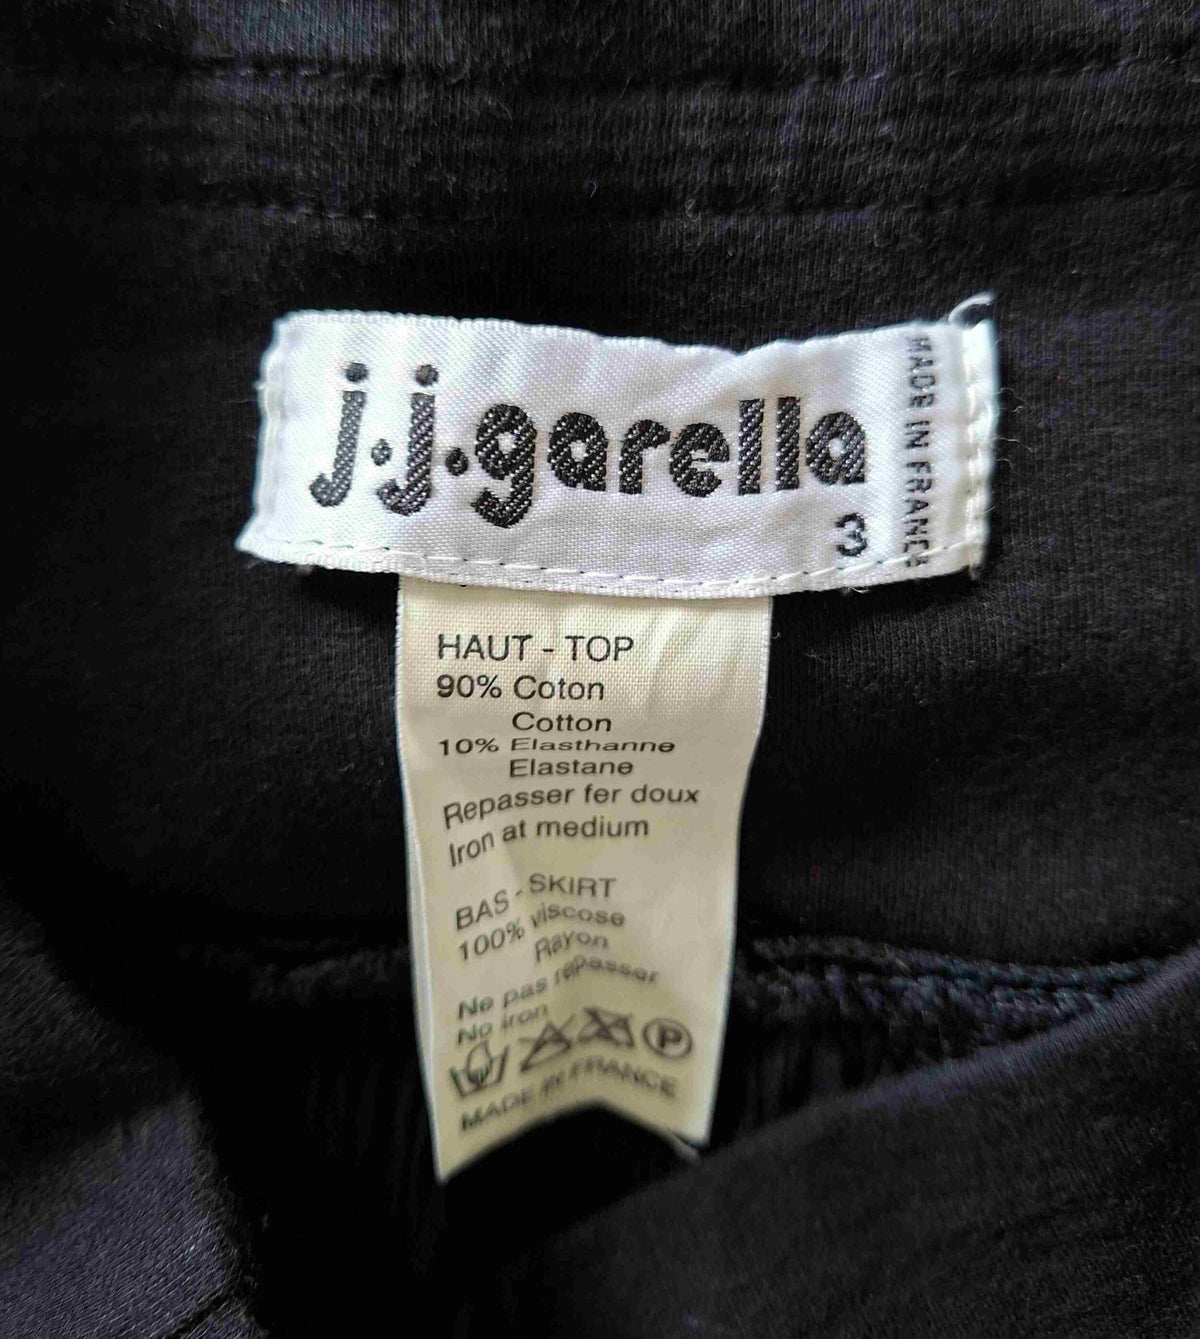 j.j.garella
3
MADE IN FRANCE
HAUT - TOP
90% Coton
Cotton
10% Elasthanne
Elastane
Repasser fer doux
Iron at medium
BAS - SKIRT
100% viscose
Rayon
Ne pas repasser
No iron
P
MADE IN FRANCE